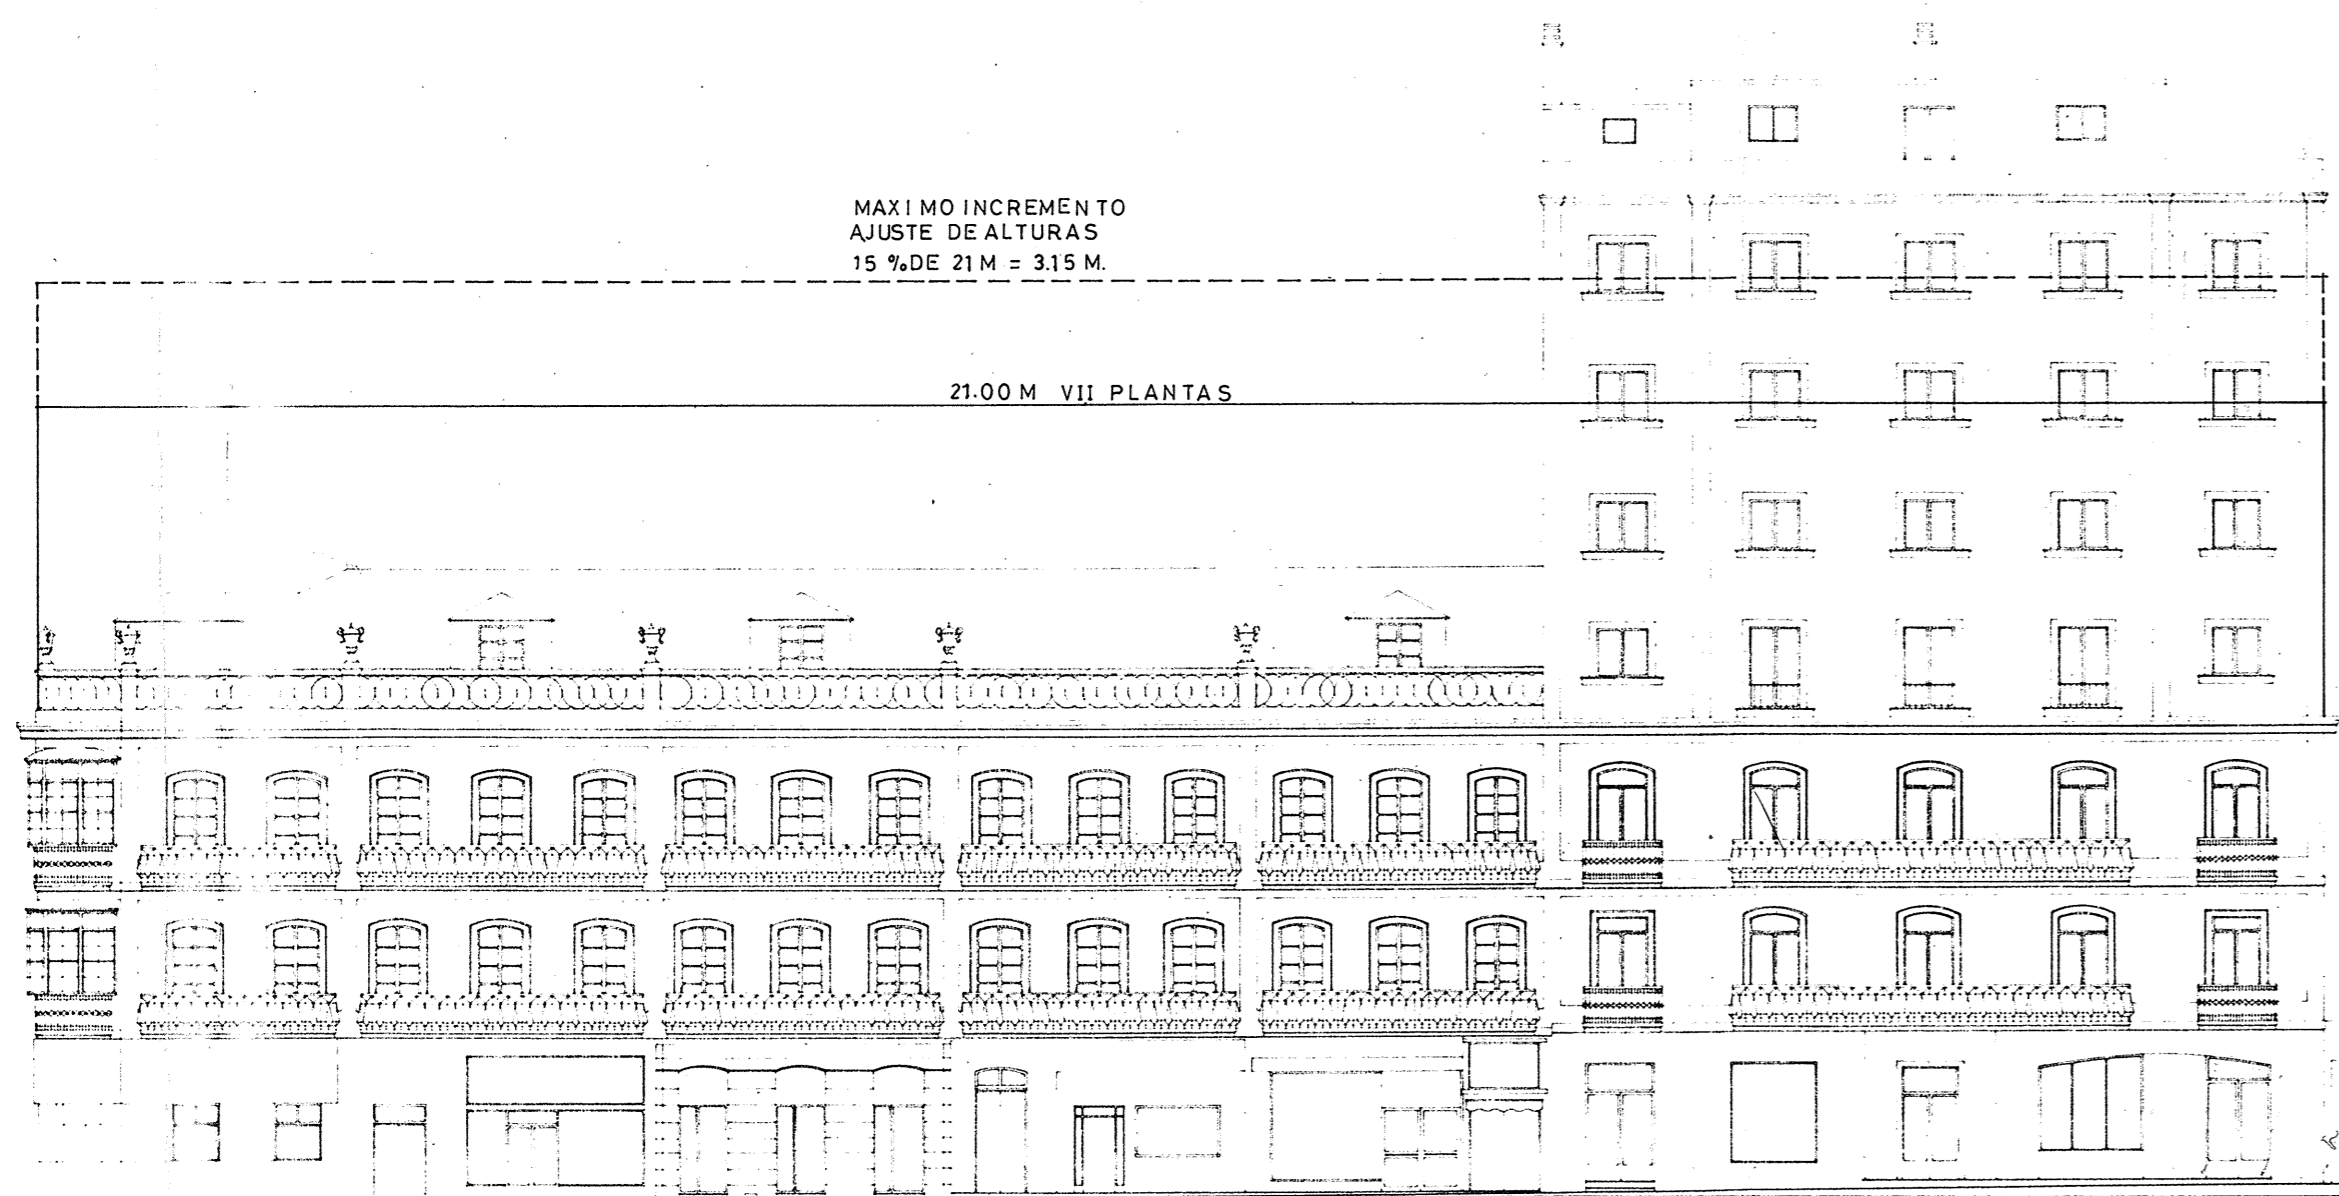 MAXIMO INCREMENTO
AJUSTE DE ALTURAS
15 % DE 21 M = 3.15 M.
21.00 M VII PLANTAS